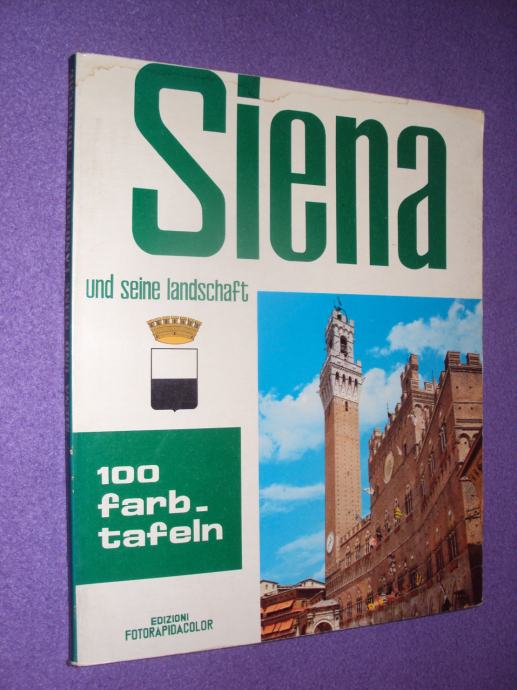 Siena
und seine landschaft
100
farb-
tafeln
EDIZIONI
FOTORAPIDACOLOR